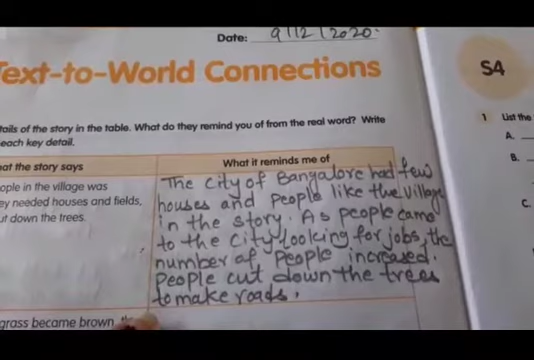 Date: 9/12/2020.
Text-to-World Connections
S4
tails of the story in the table. What do they remind you of from the real word? Write
each key detail.
1 List the
A.
B.
C.
at the story says
What it reminds me of
ople in the village was
ey needed houses and fields,
ut down the trees.
The city of Bangalore had few
houses and people like the village
in the story. As people came
to the city looking for jobs, the
number of people increased.
People cut down the trees
to make roads.
grass became brown